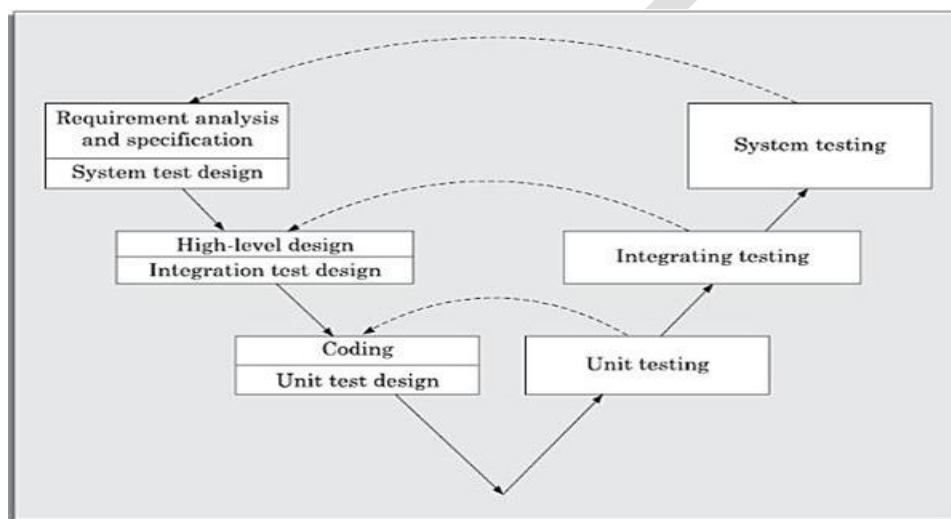 Requirement analysis
and specification
System test design
System testing
High-level design
Integration test design
Integrating testing
Coding
Unit test design
Unit testing